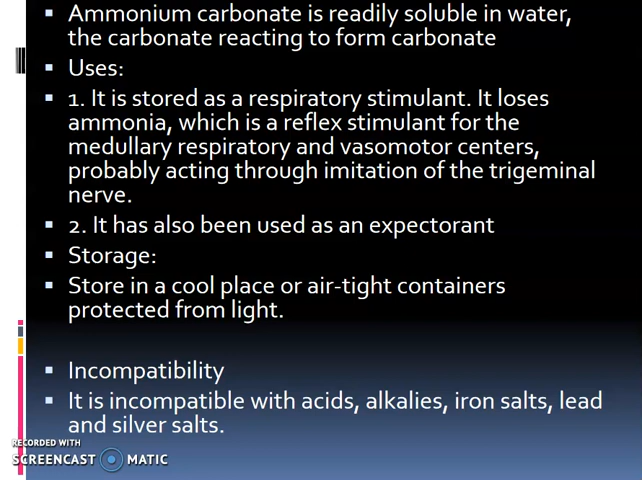 Ammonium carbonate is readily soluble in water,
the carbonate reacting to form carbonate
Uses:
1. It is stored as a respiratory stimulant. It loses
ammonia, which is a reflex stimulant for the
medullary respiratory and vasomotor centers,
probably acting through imitation of the trigeminal
nerve.
2. It has also been used as an expectorant
Storage:
Store in a cool place or air-tight containers
protected from light.
Incompatibility
It is incompatible with acids, alkalies, iron salts, lead
and silver salts.
RECORDED WITH
SCREENCAST MATIC